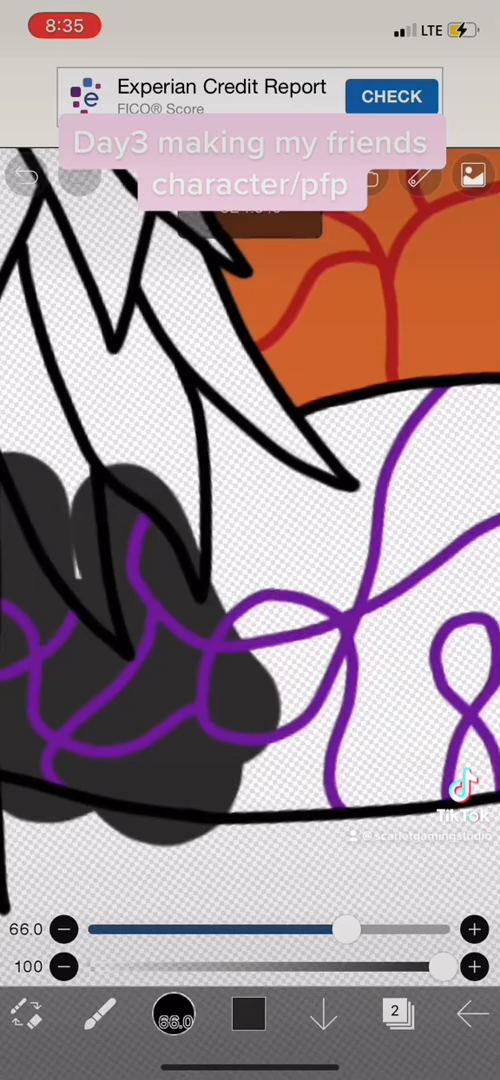 8:35
LTE
Experian Credit Report
FICO® Score
CHECK
Day3 making my friends
character/pfp
TikTok
@scarletgamingstudio
66.0
100
66.0
2